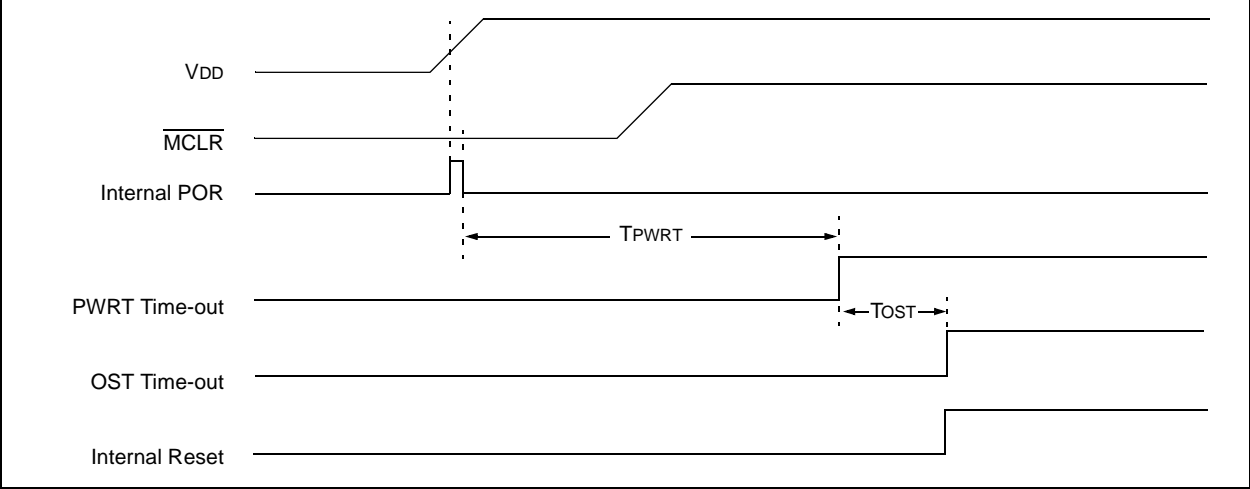 VDD
MCLR
Internal POR
TPWRT
PWRT Time-out
TOST
OST Time-out
Internal Reset